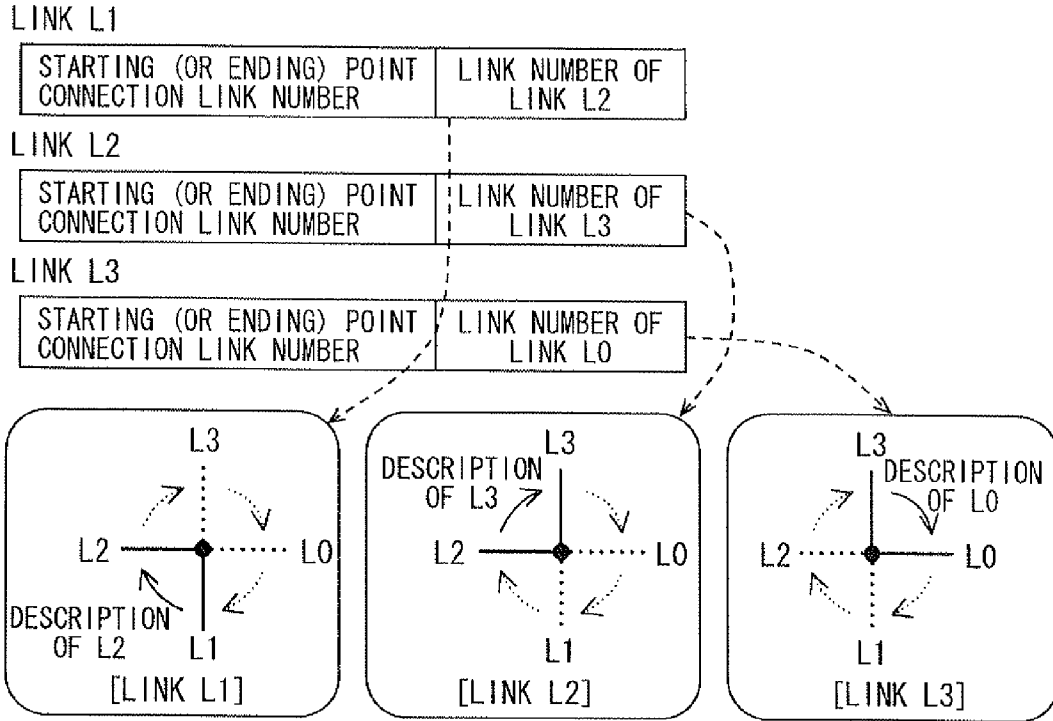 LINK L1
STARTING (OR ENDING) POINT
CONNECTION LINK NUMBER
LINK NUMBER OF
LINK L2
LINK L2
STARTING (OR ENDING) POINT
CONNECTION LINK NUMBER
LINK NUMBER OF
LINK L3
LINK L3
STARTING (OR ENDING) POINT
CONNECTION LINK NUMBER
LINK NUMBER OF
LINK L0
L3
L2
L0
DESCRIPTION
OF L2
L1
[LINK L1]
L3
DESCRIPTION
OF L3
L2
L0
L1
[LINK L2]
L3
DESCRIPTION
OF L0
L2
L0
L1
[LINK L3]